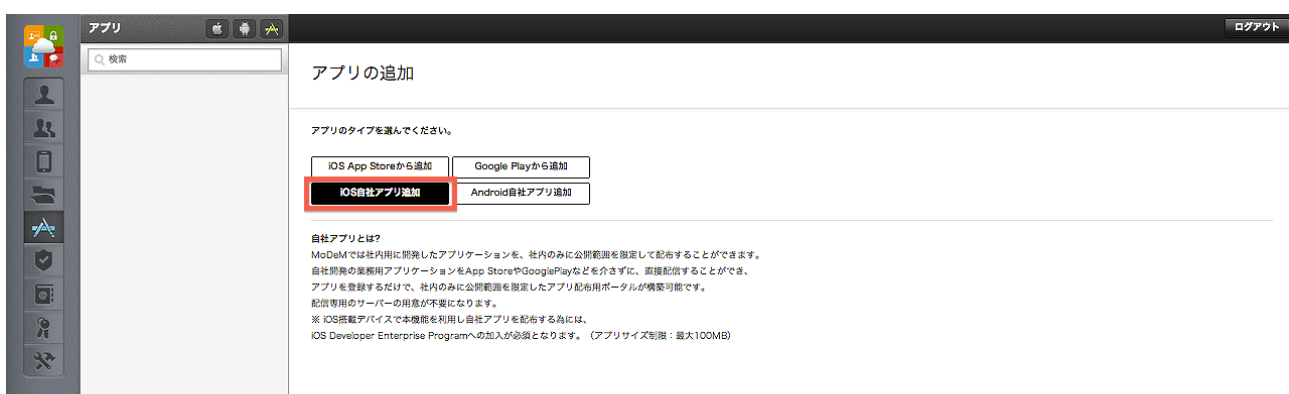 アプリ
ログアウト
検索
アプリの追加
アプリのタイプを選んでください。
iOS App Storeから追加
Google Playから追加
iOS自社アプリ追加
Android自社アプリ追加
自社アプリとは?
MoDeMでは社内用に開発したアプリケーションを、社内のみに公開範囲を限定して配布することができます。
自社開発の業務用アプリケーションをApp StoreやGooglePlayなどを介さずに、直接配信することができ、
アプリを登録するだけで、社内のみに公開範囲を限定したアプリ配布用ポータルが構築可能です。
配信専用のサーバーの用意が不要になります。
※ iOS搭載デバイスで本機能を利用し自社アプリを配布する為には、
iOS Developer Enterprise Programへの加入が必須となります。（アプリサイズ制限：最大100MB）